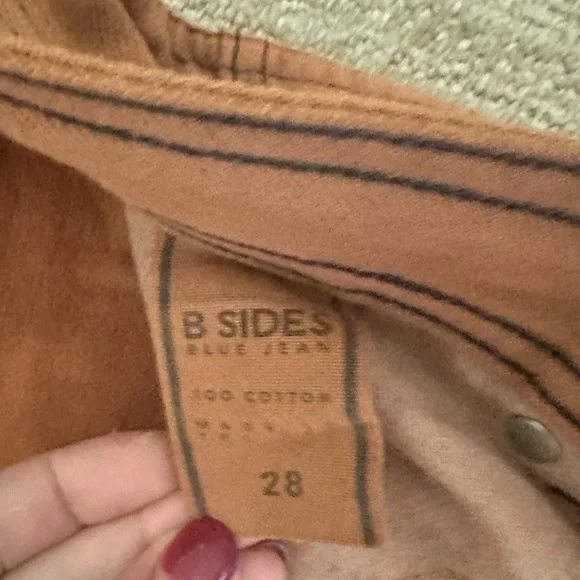 B SIDES
BLUE JEAN
100 COTTON
28